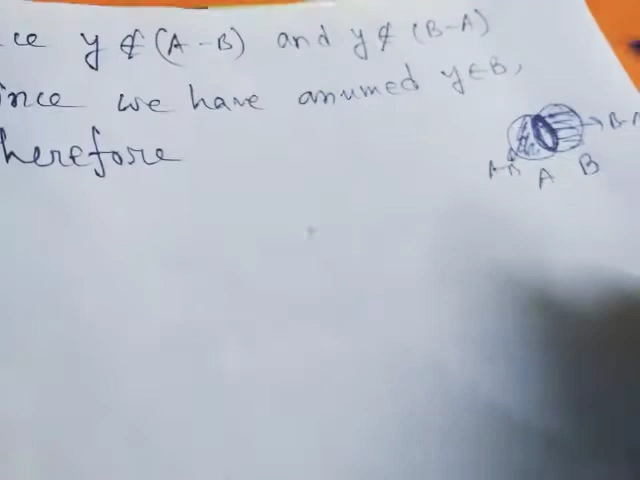 ce y ∉ (A - B) and y ∉ (B - A)
ince we have assumed y ∈ B,
herefore
A
B